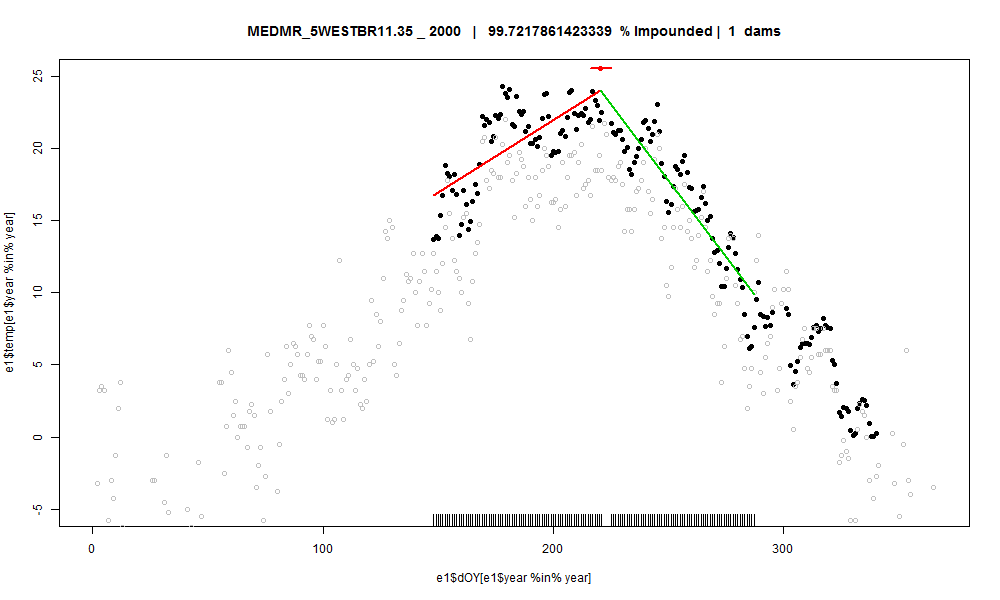 MEDMR_5WESTBR11.35 _ 2000 | 99.7217861423339 % Impounded | 1 dams
e1$temp[e1$year %in% year]
25
20
15
10
5
0
-5
0 100 200 300
e1$dOY[e1$year %in% year]